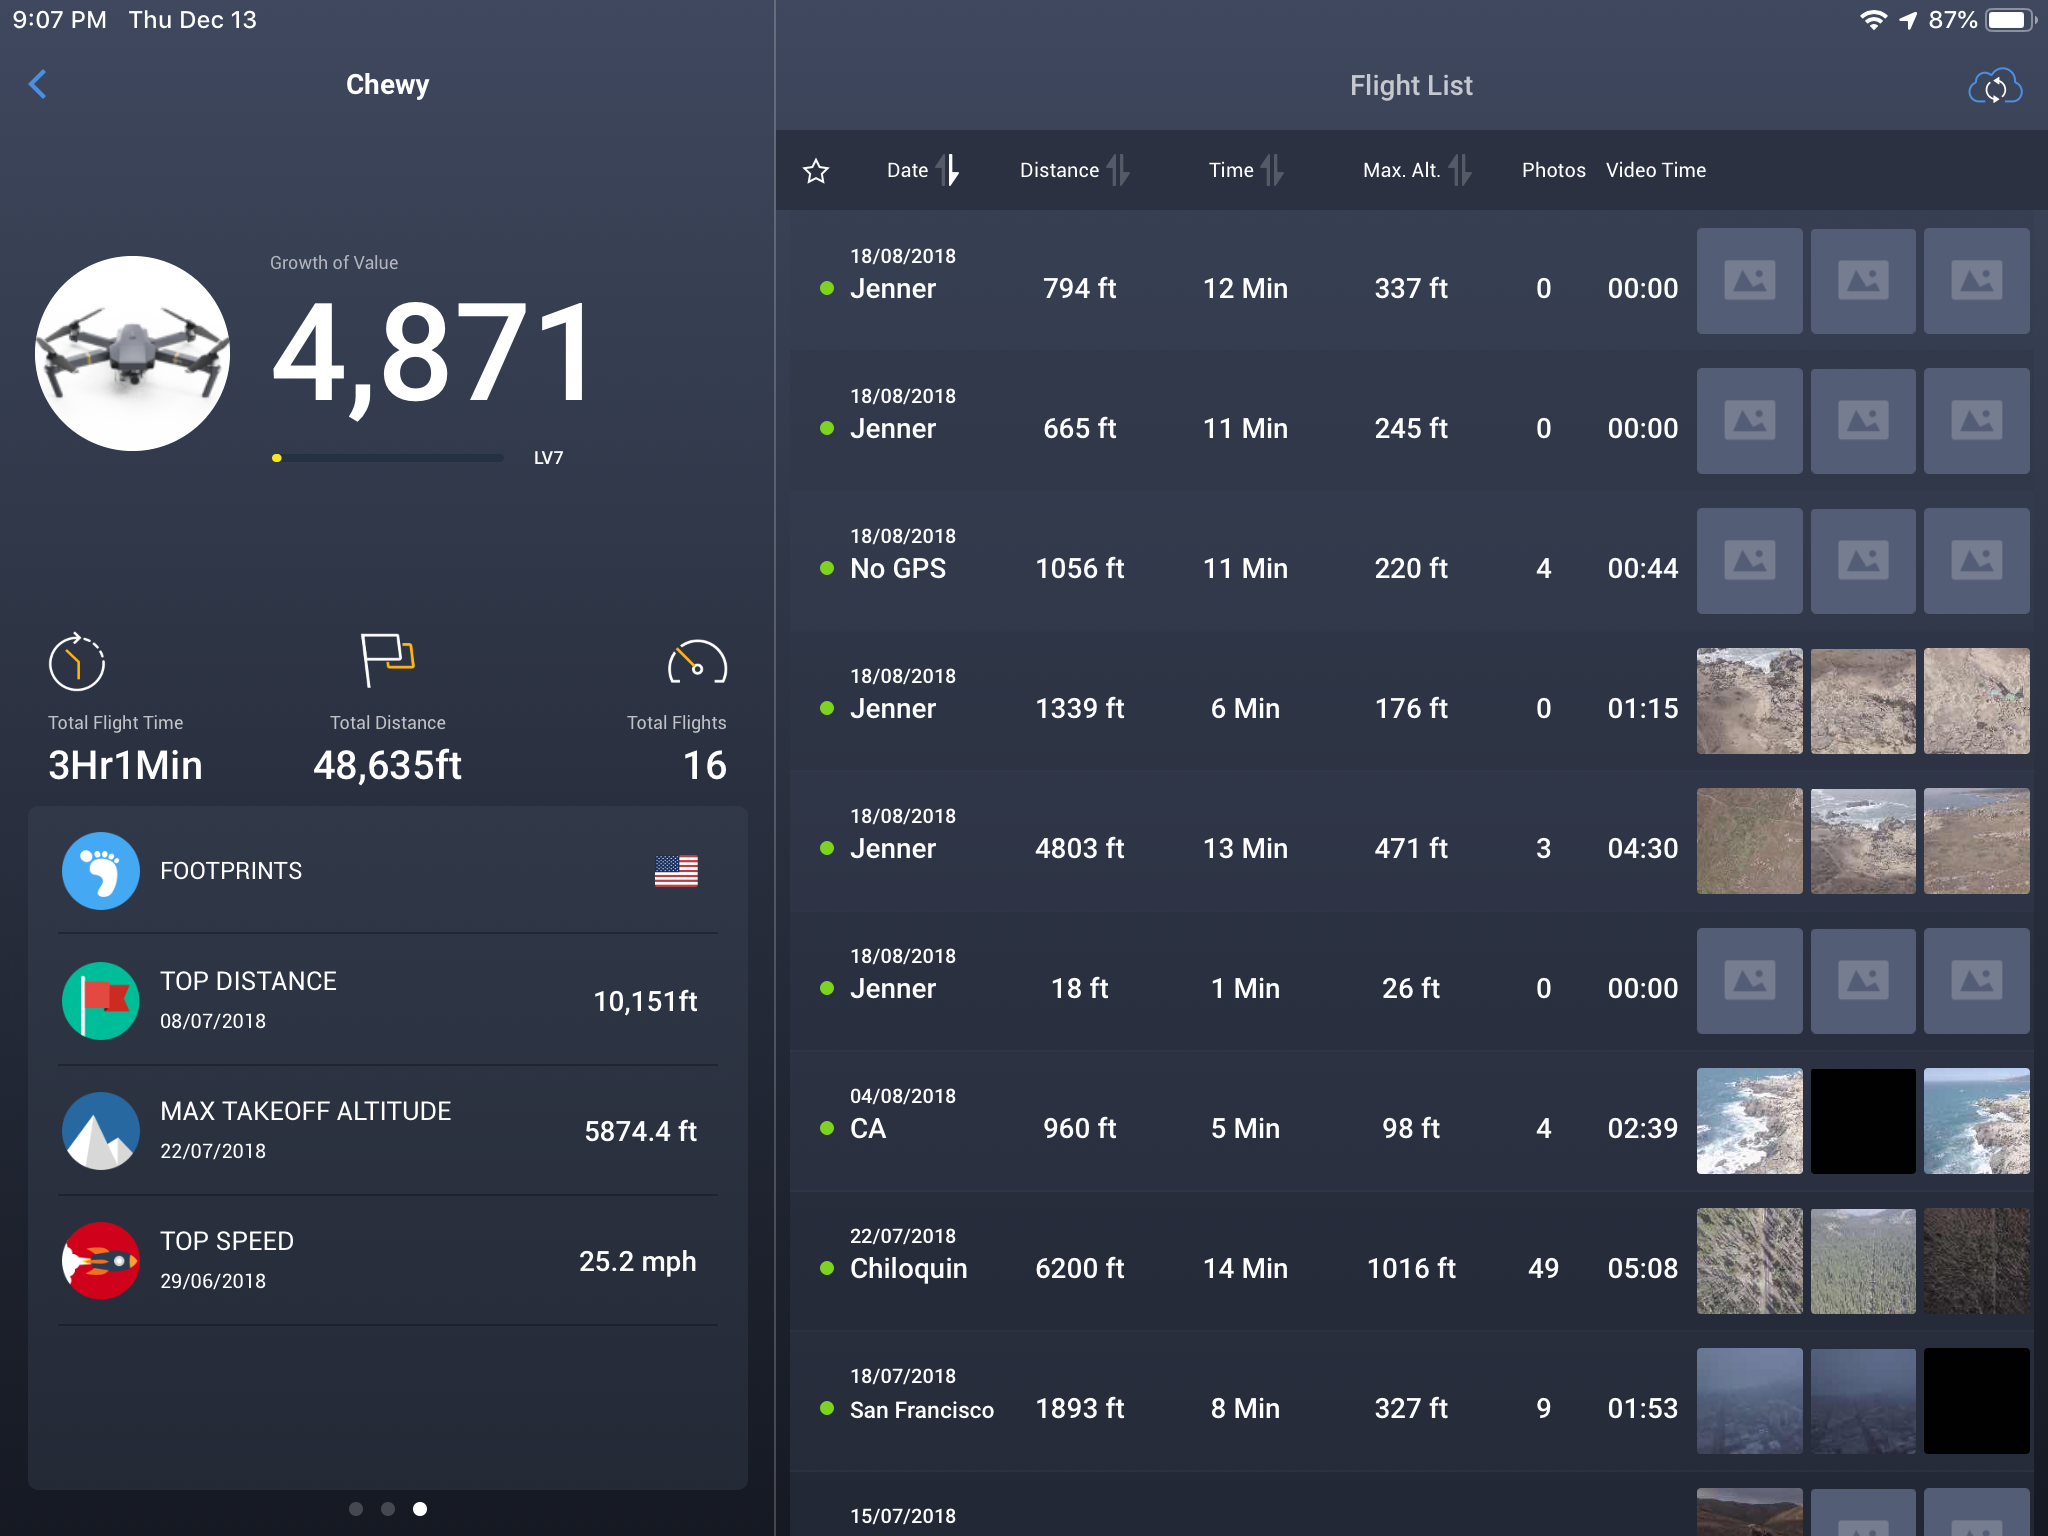 9:07 PM Thu Dec 13
87%
Chewy
Growth of Value
4,871
LV7
Total Flight Time
3Hr1Min
Total Distance
48,635ft
Total Flights
16
FOOTPRINTS
TOP DISTANCE
08/07/2018
10,151ft
MAX TAKEOFF ALTITUDE
22/07/2018
5874.4 ft
TOP SPEED
29/06/2018
25.2 mph
Flight List
Date Distance Time Max. Alt. Photos Video Time
18/08/2018
Jenner 794 ft 12 Min 337 ft 0 00:00
18/08/2018
Jenner 665 ft 11 Min 245 ft 0 00:00
18/08/2018
No GPS 1056 ft 11 Min 220 ft 4 00:44
18/08/2018
Jenner 1339 ft 6 Min 176 ft 0 01:15
18/08/2018
Jenner 4803 ft 13 Min 471 ft 3 04:30
18/08/2018
Jenner 18 ft 1 Min 26 ft 0 00:00
04/08/2018
CA 960 ft 5 Min 98 ft 4 02:39
22/07/2018
Chiloquin 6200 ft 14 Min 1016 ft 49 05:08
18/07/2018
San Francisco 1893 ft 8 Min 327 ft 9 01:53
15/07/2018